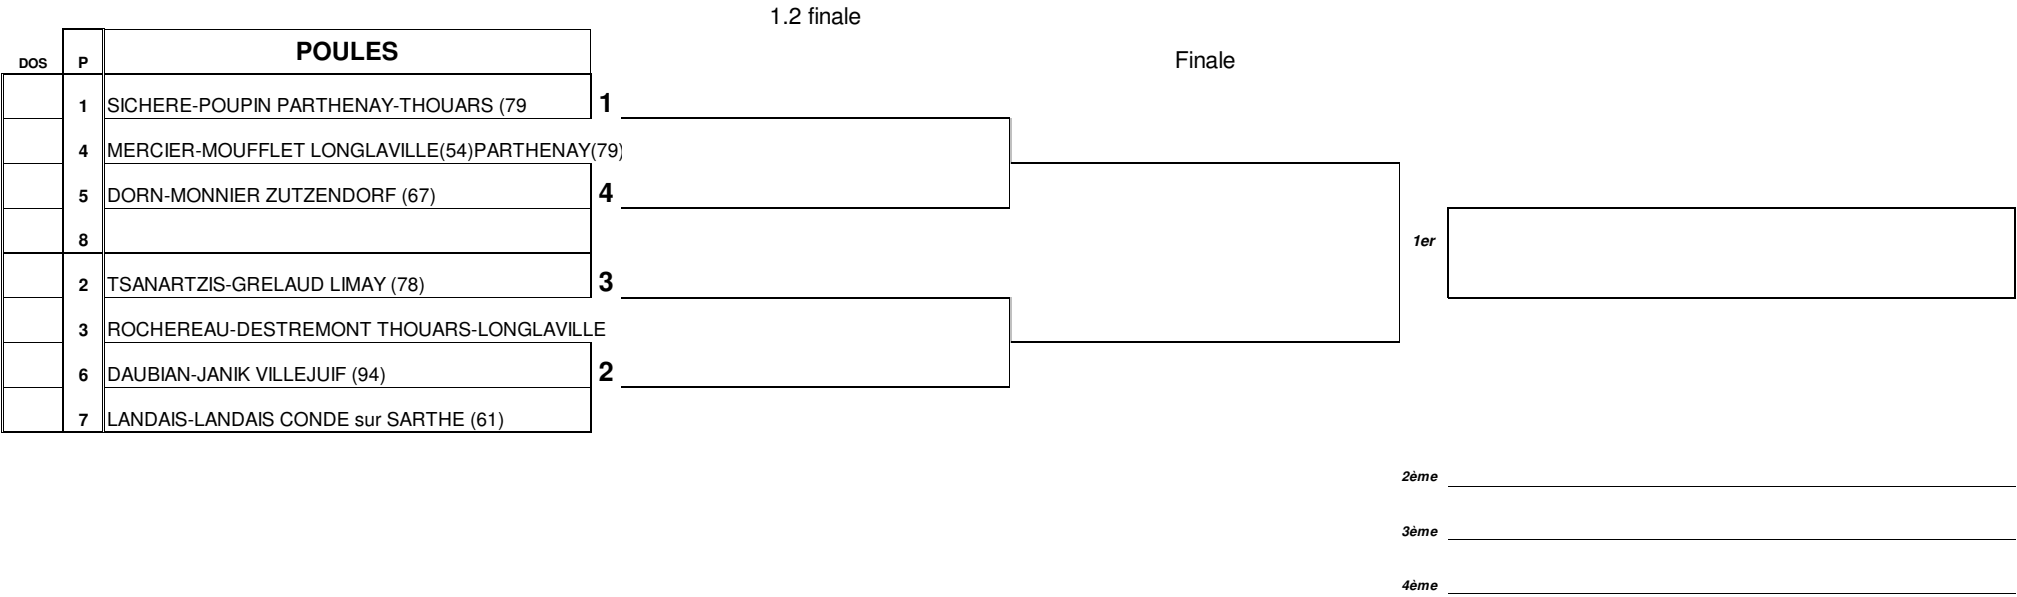 1.2 finale
POULES
Finale
DOS P
1 SICHERE-POUPIN PARTHENAY-THOUARS (79 1
4 MERCIER-MOUFFLET LONGLAVILLE(54)PARTHENAY(79)
5 DORN-MONNIER ZUTZENDORF (67) 4
8 1er
2 TSANARTZIS-GRELAUD LIMAY (78) 3
3 ROCHEREAU-DESTREMONT THOUARS-LONGLAVILLE
6 DAUBIAN-JANIK VILLEJUIF (94) 2
7 LANDAIS-LANDAIS CONDE sur SARTHE (61)
2ème
3ème
4ème